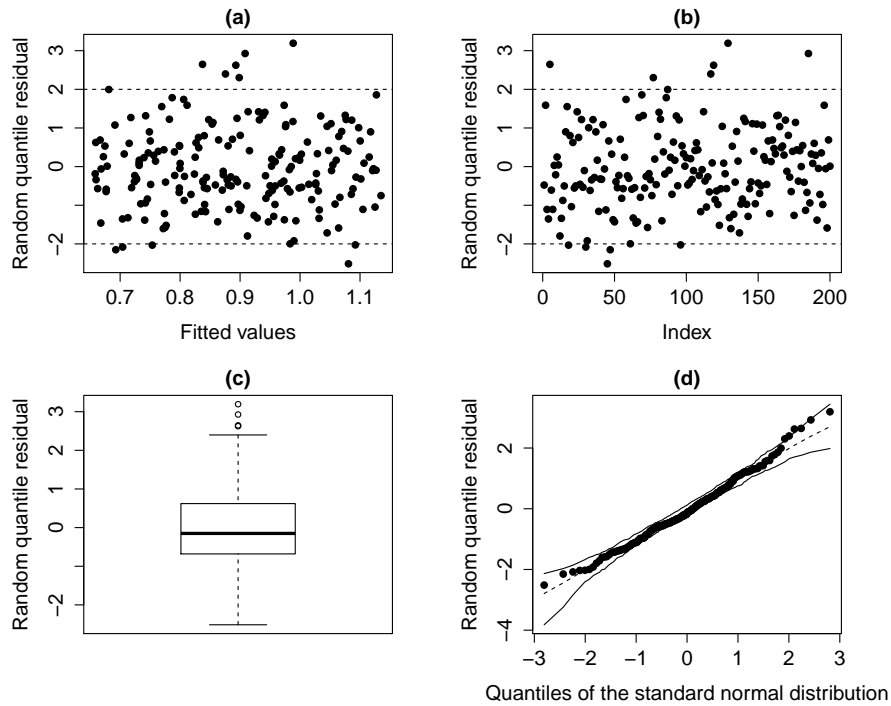 (a)
Random quantile residual
3
2
1
0
−2
0.7 0.8 0.9 1.0 1.1
Fitted values
(b)
Random quantile residual
3
2
1
0
−2
0 50 100 150 200
Index
(c)
Random quantile residual
3
2
1
0
−2
(d)
Random quantile residual
2
0
−2
−4
−3 −2 −1 0 1 2 3
Quantiles of the standard normal distribution